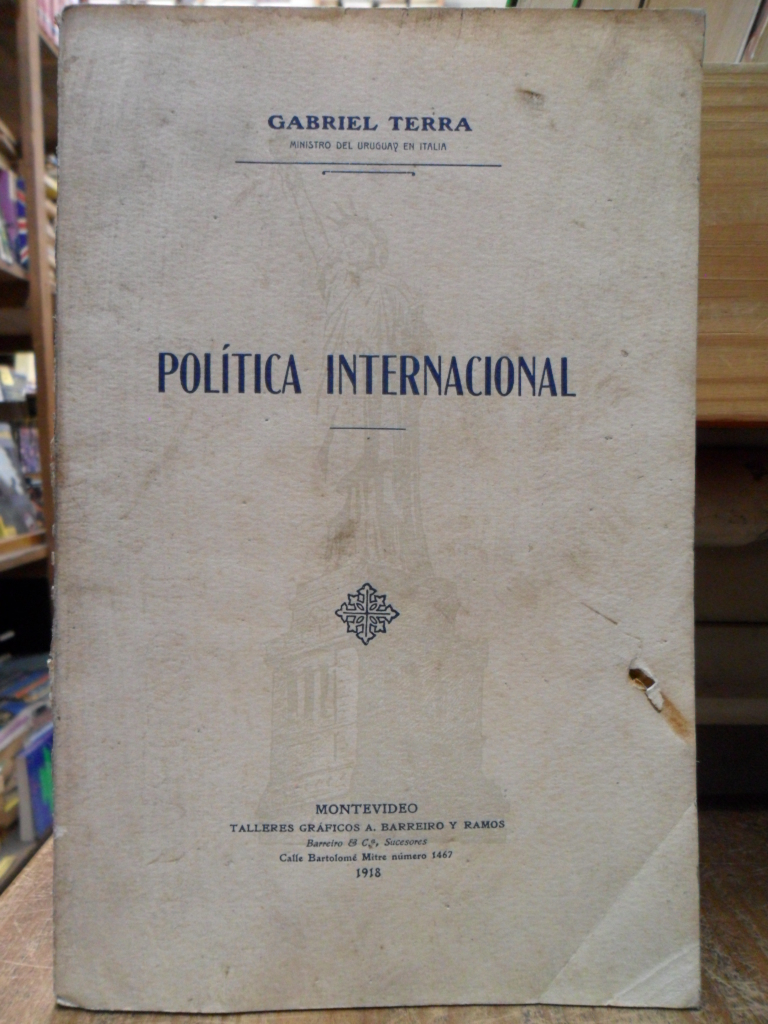 GABRIEL TERRA
MINISTRO DEL URUGUAY EN ITALIA
POLÍTICA INTERNACIONAL
MONTEVIDEO
TALLERES GRÁFICOS A. BARREIRO Y RAMOS
Barreiro & C.ª, Sucesores
Calle Bartolomé Mitre número 1467
1918